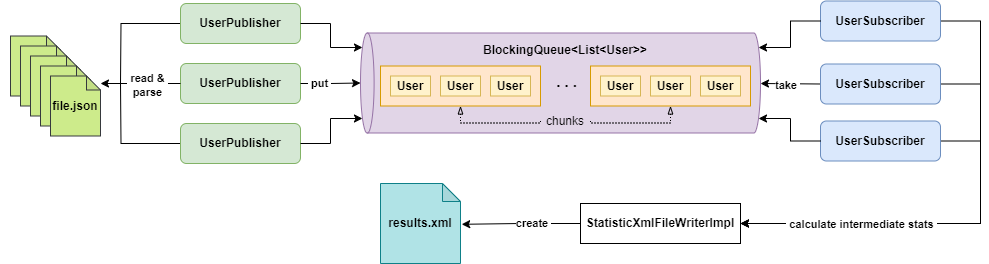 UserPublisher
UserSubscriber
BlockingQueue<List<User>>
file.json
read &
parse
UserPublisher
put
User
User
User
. . .
User
User
User
take
UserSubscriber
chunks
UserPublisher
UserSubscriber
results.xml
create
StatisticXmlFileWriterImpl
calculate intermediate stats